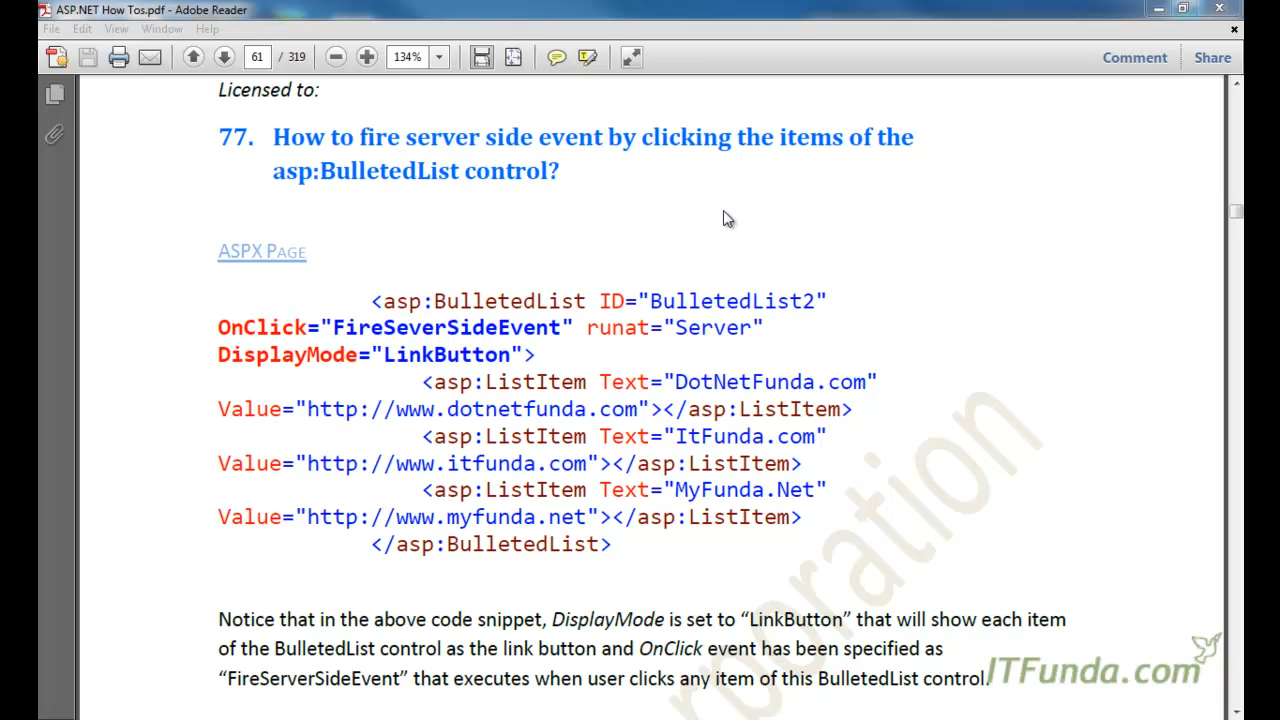 ASP.NET How Tos.pdf - Adobe Reader
File Edit View Window Help
61 / 319 134% Comment Share
Licensed to:
77. How to fire server side event by clicking the items of the
asp:BulletedList control?
ASPX PAGE
<asp:BulletedList ID="BulletedList2"
OnClick="FireSeverSideEvent" runat="Server"
DisplayMode="LinkButton">
<asp:ListItem Text="DotNetFunda.com"
Value="http://www.dotnetfunda.com"></asp:ListItem>
<asp:ListItem Text="ItFunda.com"
Value="http://www.itfunda.com"></asp:ListItem>
<asp:ListItem Text="MyFunda.Net"
Value="http://www.myfunda.net"></asp:ListItem>
</asp:BulletedList>
Notice that in the above code snippet, DisplayMode is set to “LinkButton” that will show each item
of the BulletedList control as the link button and OnClick event has been specified as
“FireServerSideEvent” that executes when user clicks any item of this BulletedList control.
ITFunda.com
poration